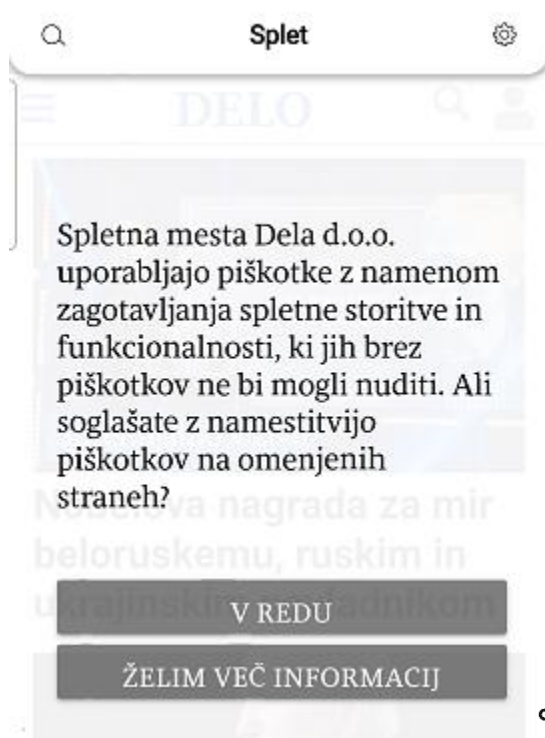 Splet
DELO
Spletna mesta Dela d.o.o.
uporabljajo piškotke z namenom
zagotavljanja spletne storitve in
funkcionalnosti, ki jih brez
piškotkov ne bi mogli nuditi. Ali
soglašate z namestitvijo
piškotkov na omenjenih
straneh?
Nobelova nagrada za mir
beloruskemu, ruskim in
V REDU
ŽELIM VEČ INFORMACIJ